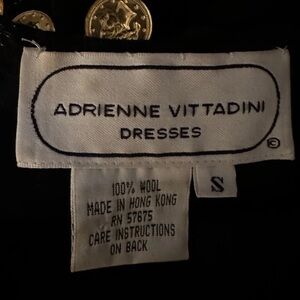 ADRIENNE VITTADINI
DRESSES
©
S
100% WOOL
MADE IN HONG KONG
RN 57675
CARE INSTRUCTIONS
ON BACK